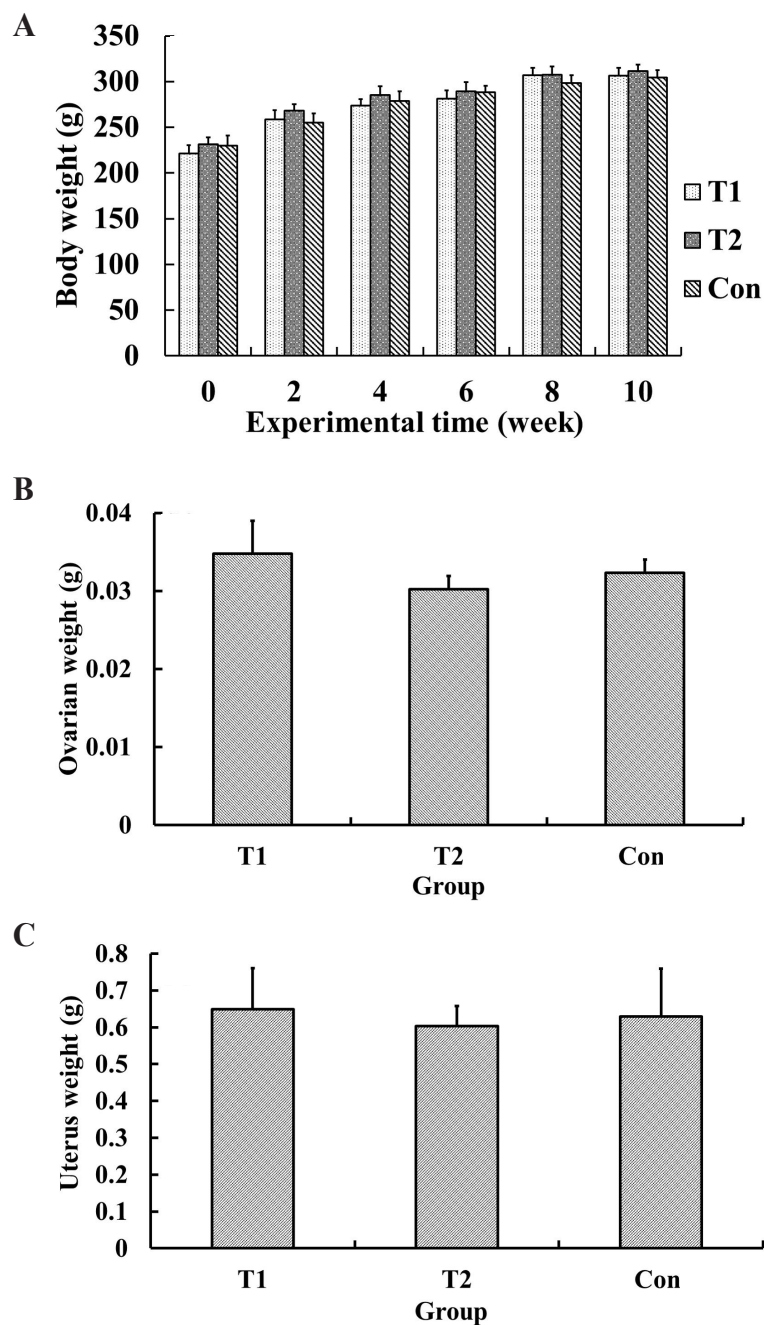 A
350
300
250
200
150
100
50
0
Body weight (g)
0 2 4 6 8 10
Experimental time (week)
T1
T2
Con
B
0.04
0.03
0.02
0.01
0
Ovarian weight (g)
T1 T2 Con
Group
C
0.8
0.7
0.6
0.5
0.4
0.3
0.2
0.1
0
Uterus weight (g)
T1 T2 Con
Group